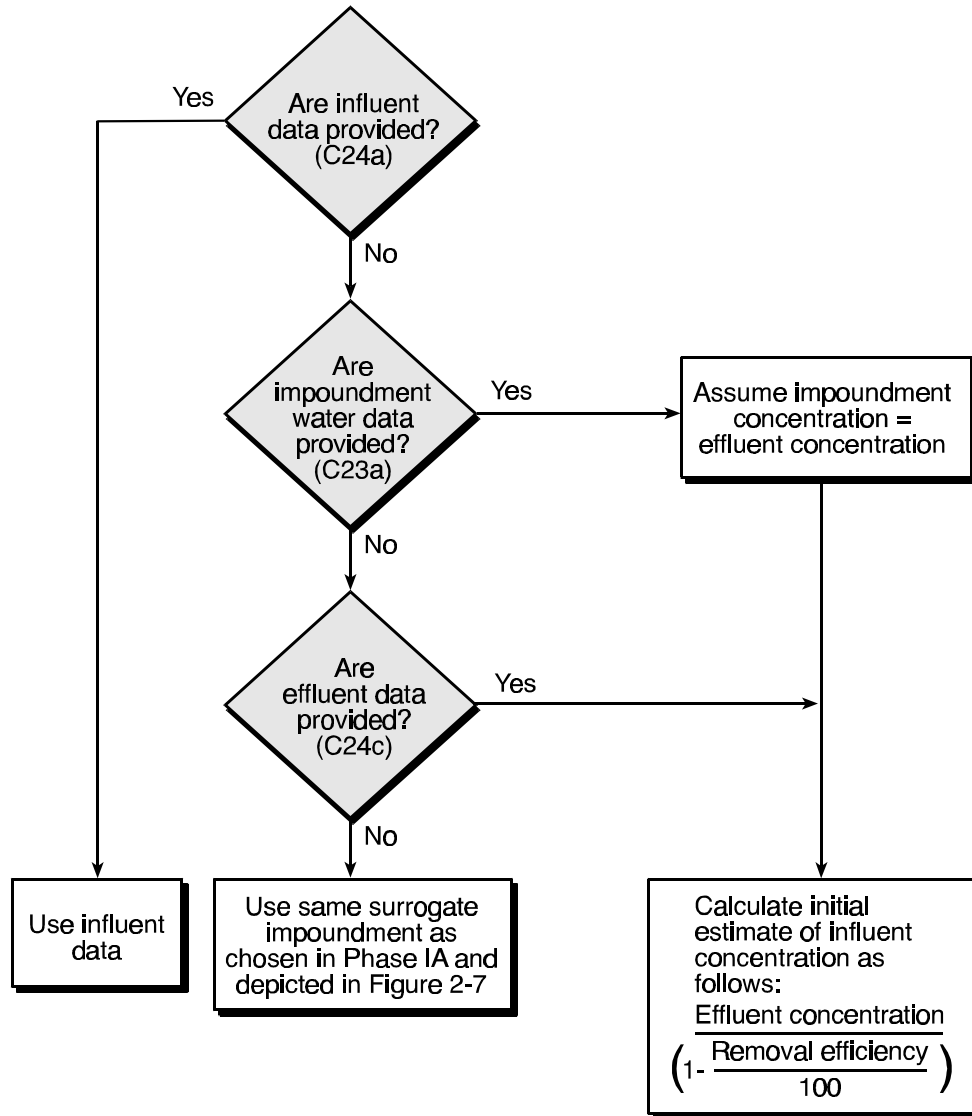 Yes
Are influent
data provided?
(C24a)
No
Are
impoundment
water data
provided?
(C23a)
Yes
Assume impoundment
concentration =
effluent concentration
No
Are
effluent data
provided?
(C24c)
Yes
No
Use influent
data
Use same surrogate
impoundment as
chosen in Phase IA and
depicted in Figure 2-7
Calculate initial
estimate of influent
concentration as
follows:
Effluent concentration
(1- Removal efficiency
100 )